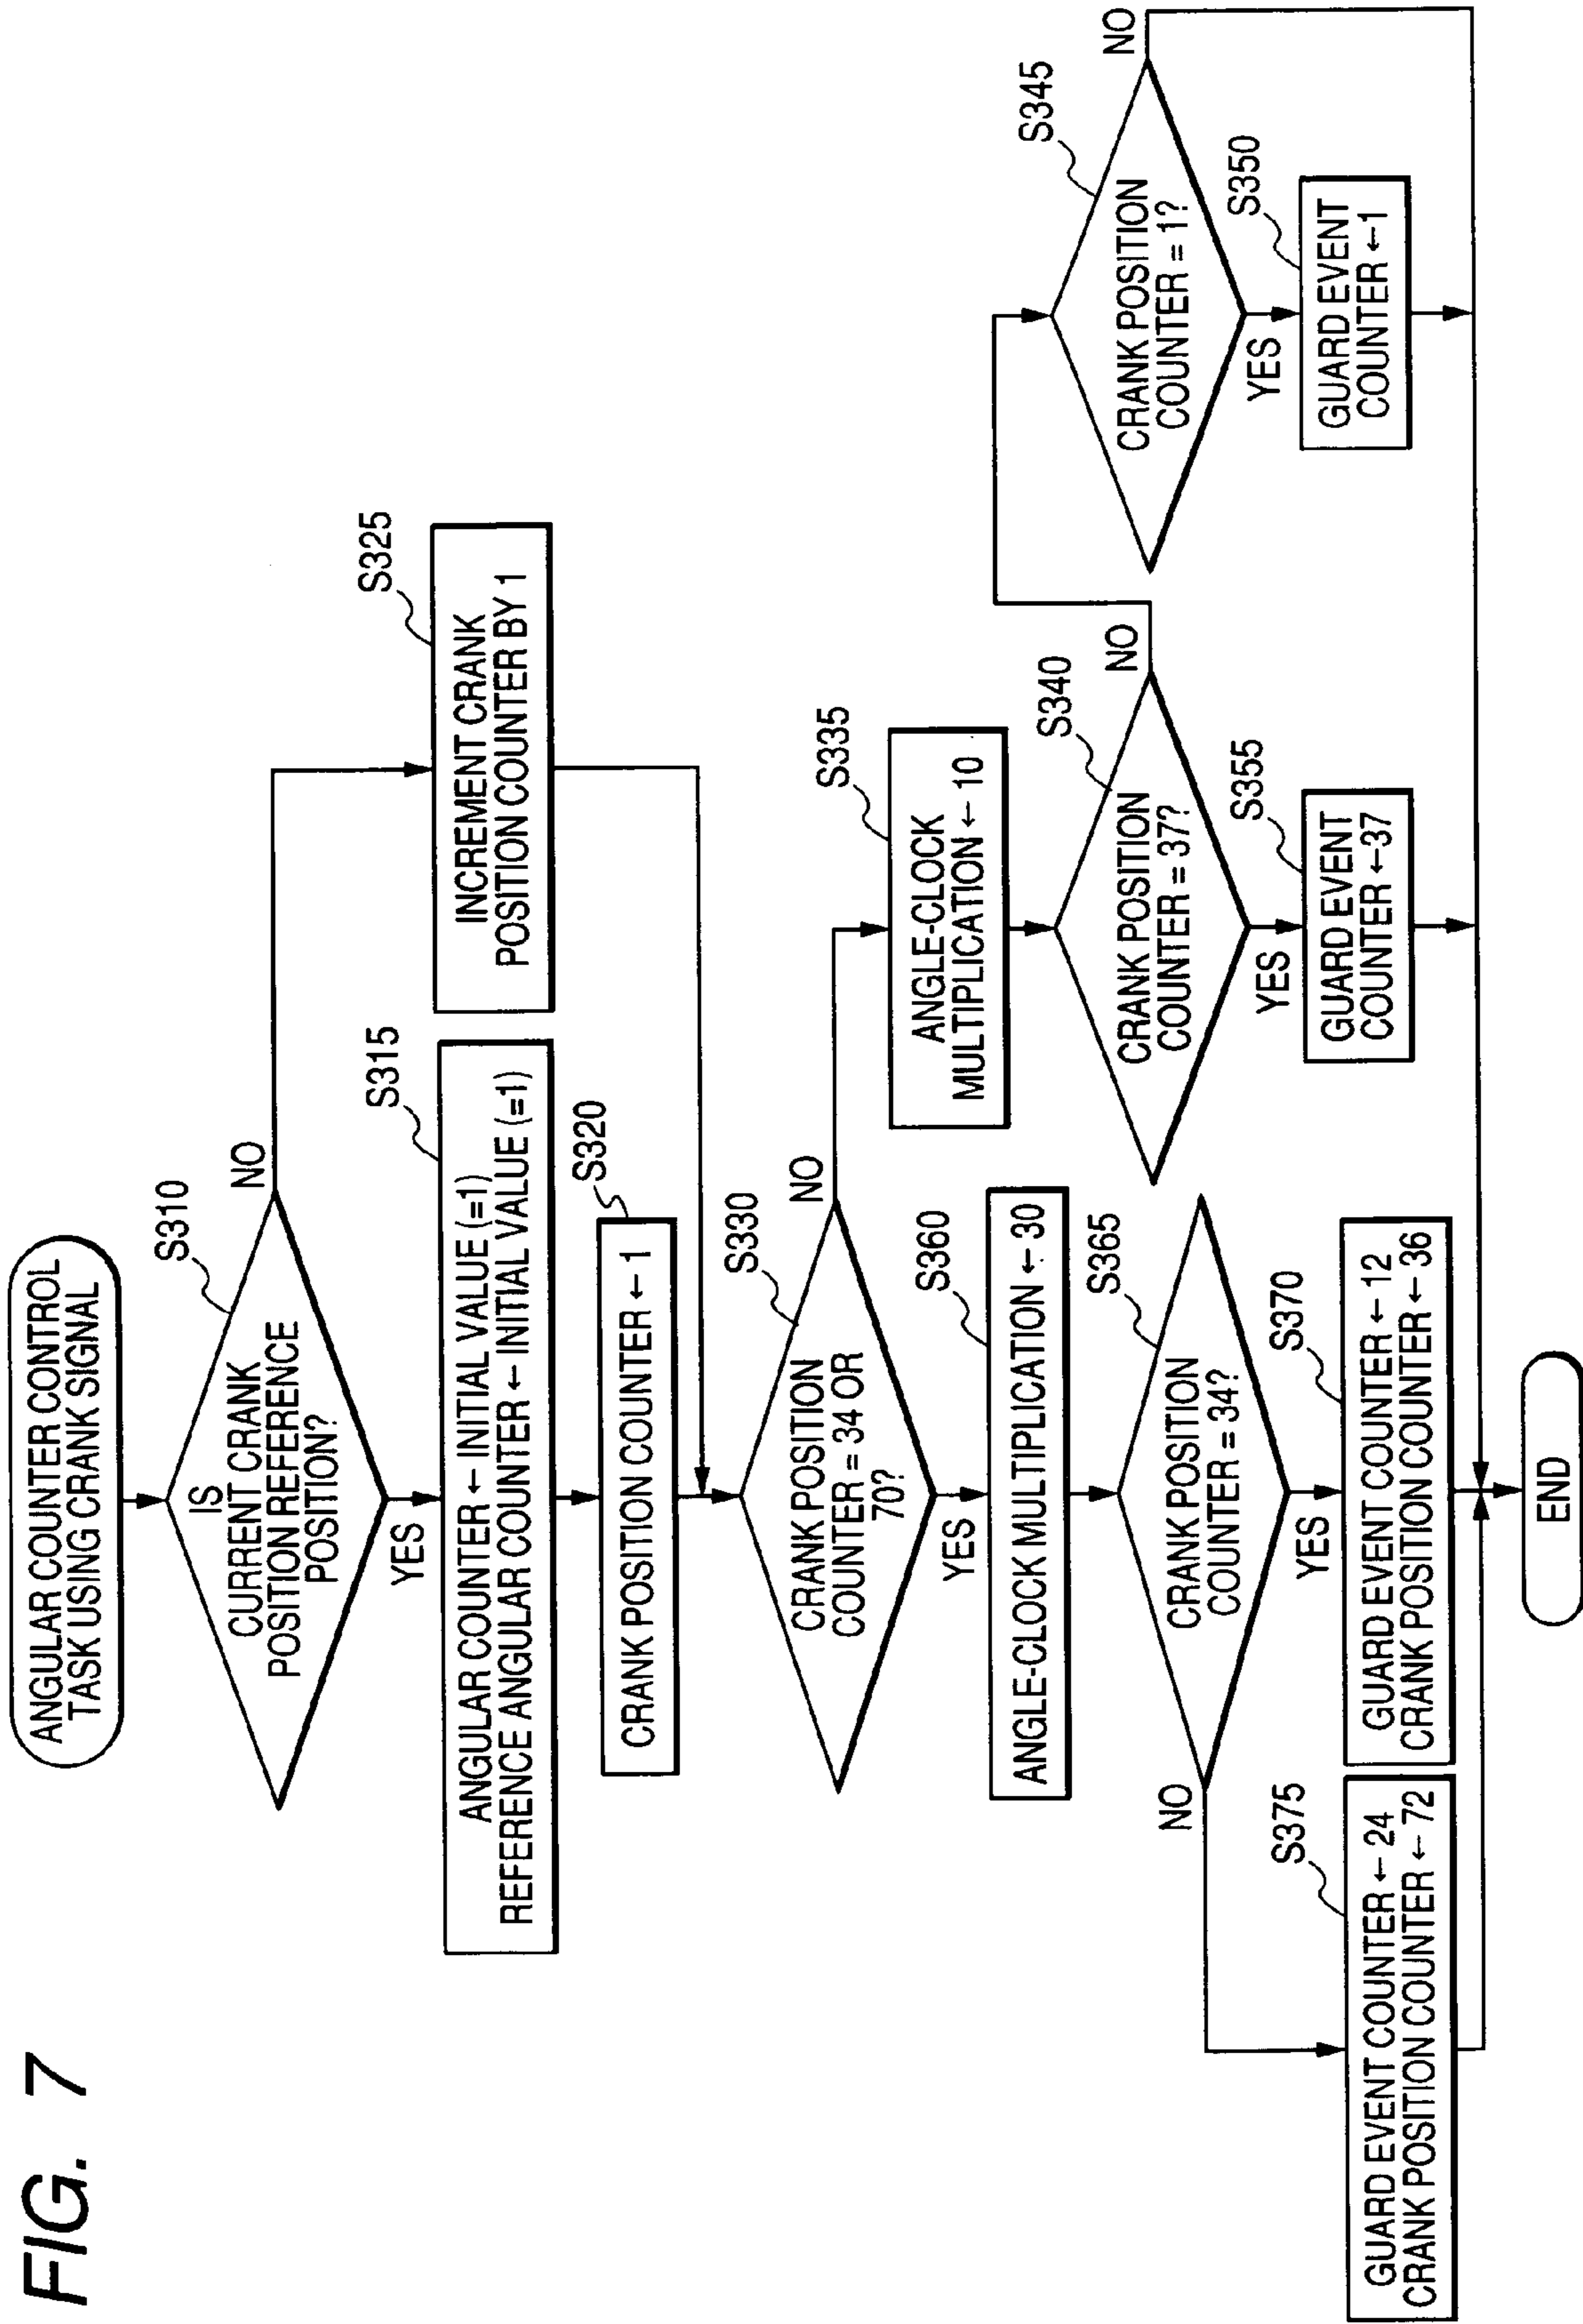 FIG. 7
ANGULAR COUNTER CONTROL
TASK USING CRANK SIGNAL
S310
IS
CURRENT CRANK
POSITION REFERENCE
POSITION?
NO
YES
S315
ANGULAR COUNTER ← INITIAL VALUE (=1)
REFERENCE ANGULAR COUNTER ← INITIAL VALUE (=1)
S325
INCREMENT CRANK
POSITION COUNTER BY 1
S320
CRANK POSITION COUNTER ← 1
S330
CRANK POSITION
COUNTER = 34 OR
70?
NO
YES
S335
ANGLE-CLOCK
MULTIPLICATION ← 10
S360
ANGLE-CLOCK MULTIPLICATION ← 30
S340
CRANK POSITION
COUNTER = 37?
NO
YES
S345
CRANK POSITION
COUNTER = 1?
NO
YES
S365
CRANK POSITION
COUNTER = 34?
NO
YES
S375
GUARD EVENT COUNTER ← 24
CRANK POSITION COUNTER ← 72
S370
GUARD EVENT COUNTER ← 12
CRANK POSITION COUNTER ← 36
S355
GUARD EVENT
COUNTER ←37
S350
GUARD EVENT
COUNTER ←1
END